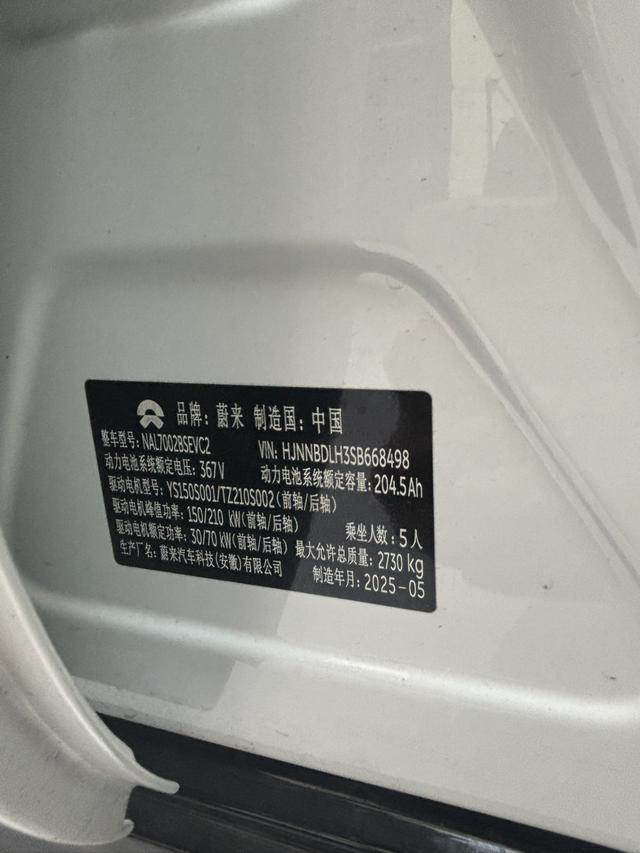 品牌: 蔚来 制造国: 中国
整车型号: NAL7002BSEVC2 VIN: HJNNBDLH3SB668498
动力电池系统额定电压: 367V 动力电池系统额定容量: 204.5Ah
驱动电机型号: YS150S001/TZ210S002(前轴/后轴)
驱动电机峰值功率: 150/210 kW(前轴/后轴) 乘坐人数: 5人
驱动电机额定功率: 30/70 kW(前轴/后轴) 最大允许总质量: 2730 kg
生产厂名: 蔚来汽车科技(安徽)有限公司 制造年月: 2025-05